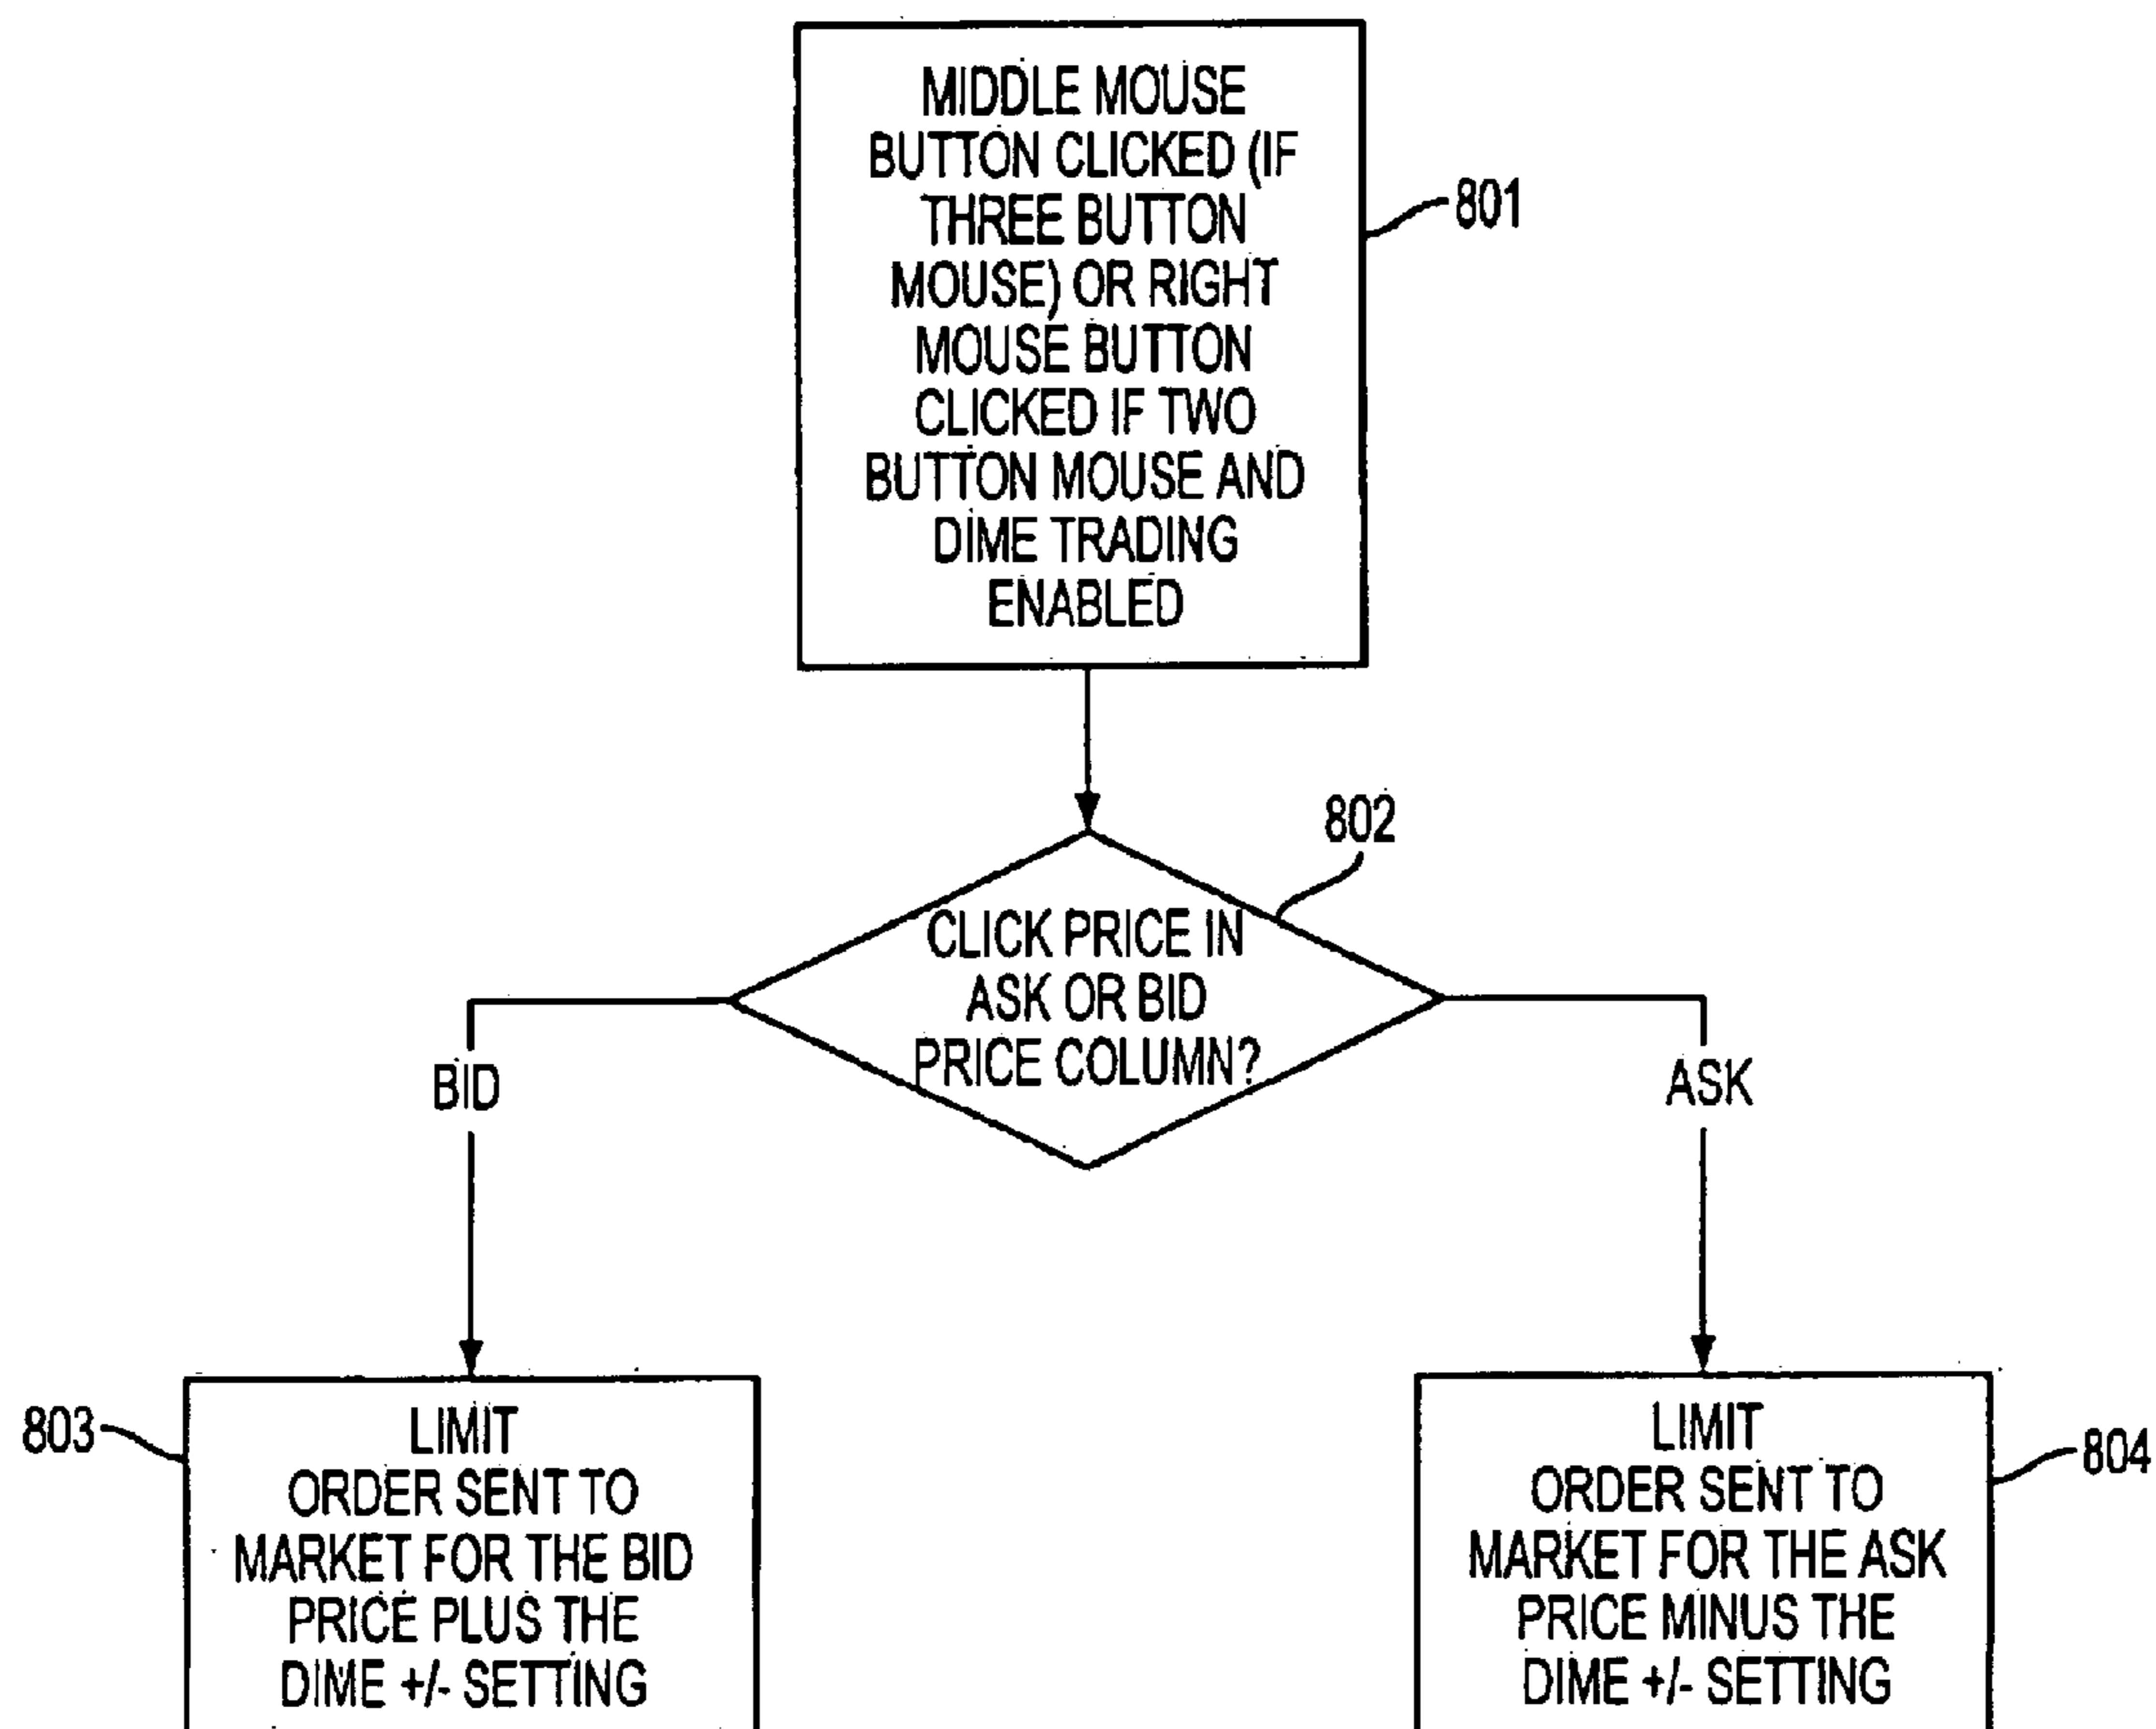 MIDDLE MOUSE
BUTTON CLICKED (IF
THREE BUTTON
MOUSE) OR RIGHT
MOUSE BUTTON
CLICKED IF TWO
BUTTON MOUSE AND
DIME TRADING
ENABLED
801
802
CLICK PRICE IN
ASK OR BID
PRICE COLUMN?
BID
ASK
803
LIMIT
ORDER SENT TO
MARKET FOR THE BID
PRICE PLUS THE
DIME +/- SETTING
LIMIT
ORDER SENT TO
MARKET FOR THE ASK
PRICE MINUS THE
DIME +/- SETTING
804